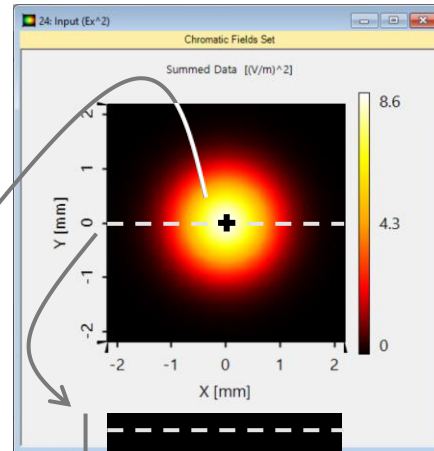 24: Input (Ex^2)
Chromatic Fields Set
Summed Data [(V/m)^2]
2
1
0
-1
-2
Y [mm]
-2 -1 0 1 2
X [mm]
8.6
4.3
0